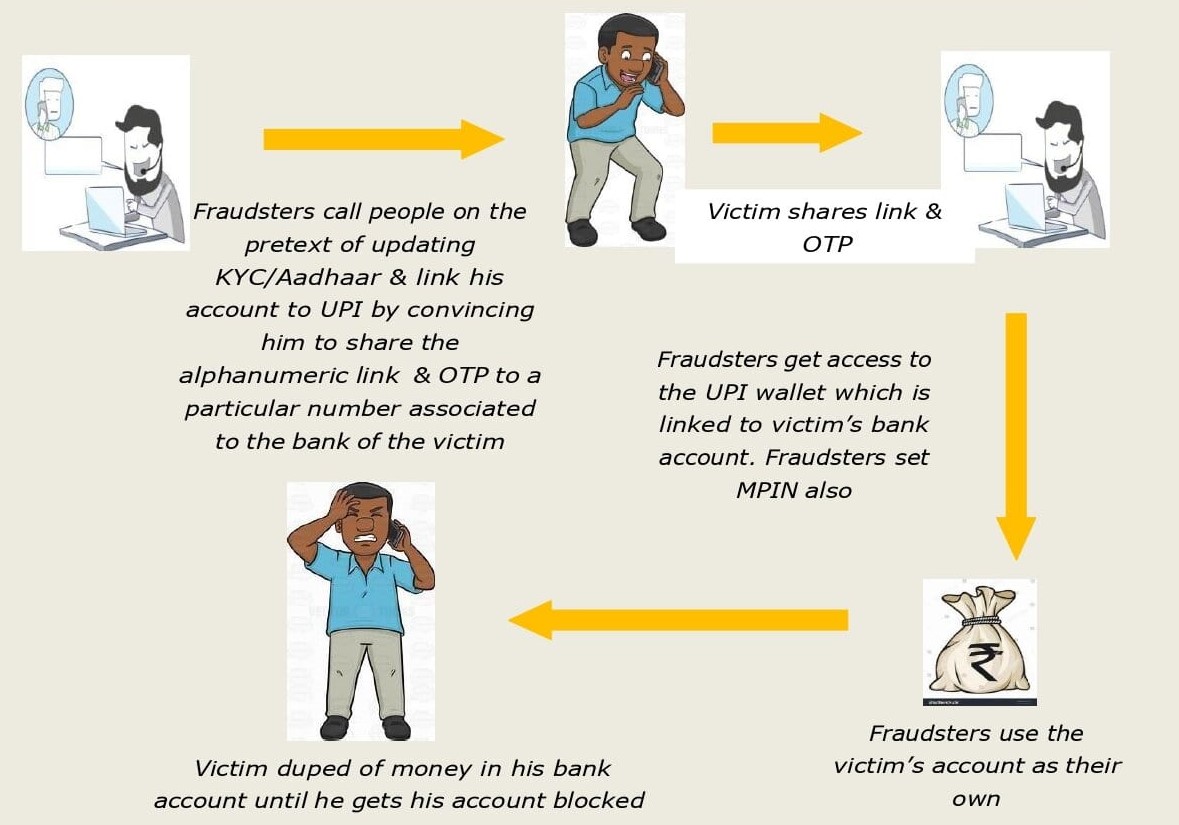 Fraudsters call people on the
pretext of updating
KYC/Aadhaar & link his
account to UPI by convincing
him to share the
alphanumeric link & OTP to a
particular number associated
to the bank of the victim
Victim shares link &
OTP
Fraudsters get access to
the UPI wallet which is
linked to victim’s bank
account. Fraudsters set
MPIN also
₹
Fraudsters use the
victim’s account as their
own
Victim duped of money in his bank
account until he gets his account blocked